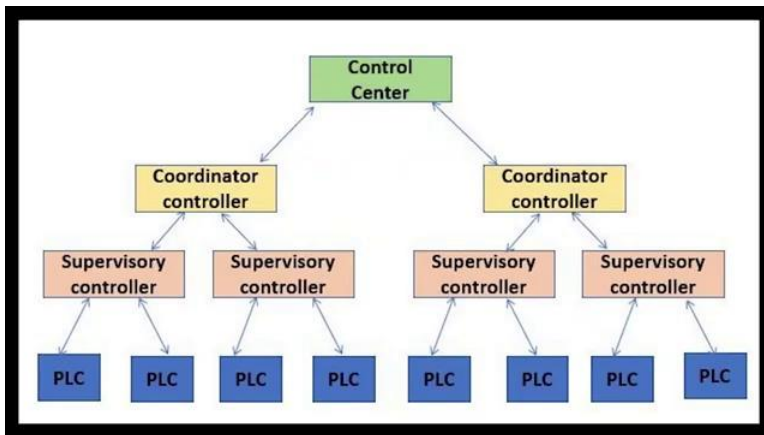 Control
Center
Coordinator
controller
Coordinator
controller
Supervisory
controller
Supervisory
controller
Supervisory
controller
Supervisory
controller
PLC
PLC
PLC
PLC
PLC
PLC
PLC
PLC